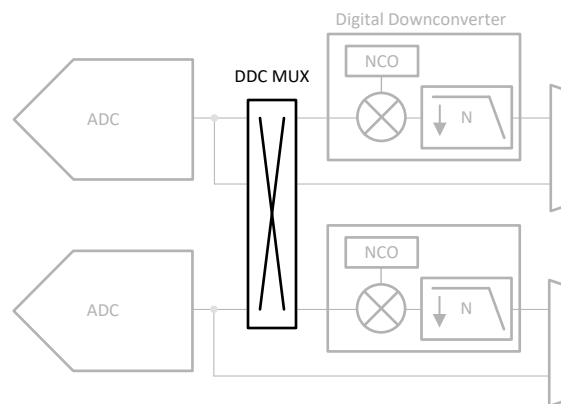 Digital Downconverter
NCO
DDC MUX
ADC
N
NCO
ADC
N